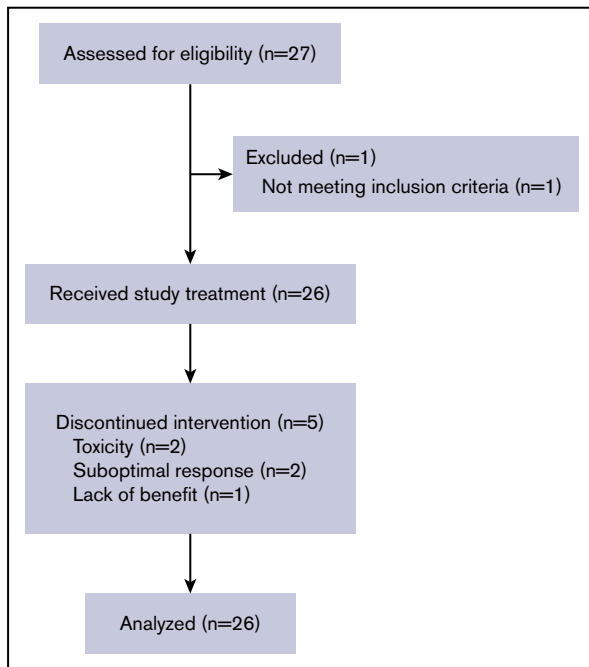 Assessed for eligibility (n=27)
Excluded (n=1)
Not meeting inclusion criteria (n=1)
Received study treatment (n=26)
Discontinued intervention (n=5)
Toxicity (n=2)
Suboptimal response (n=2)
Lack of benefit (n=1)
Analyzed (n=26)